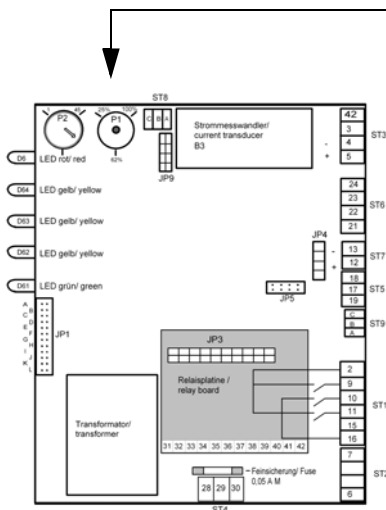 ST8
1 45
P2
25% 100%
P1
62%
C B A
JP9
Strommesswandler/
current transducer
B3
-
+
42
3
4
5
ST3
D6 LED rot/ red
D64 LED gelb/ yellow
D63 LED gelb/ yellow
D62 LED gelb/ yellow
D61 LED grün/ green
24
23
22
21
ST6
JP4
-
+
13
12
ST7
18
17
19
ST5
JP5
C
B
A
ST9
A
B
C
D
E
F
G
H
I
J
K
L
JP1
JP3
Relaisplatine /
relay board
31 32 33 34 35 36 37 38 39 40 41 42
2
9
10
11
15
16
ST1
Transformator/
transformer
Feinsicherung/ Fuse
0,05 A M
28 29 30
ST4
7
6
ST2